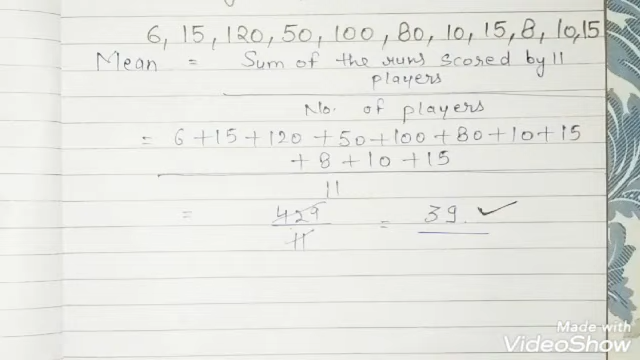 6, 15, 120, 50, 100, 80, 10, 15, 8, 10, 15
Mean = Sum of the runs scored by 11
players
No. of players
= 6 + 15 + 120 + 50 + 100 + 80 + 10 + 15
+ 8 + 10 + 15
11
= 429 = 39.
11
Made with
VideoShow